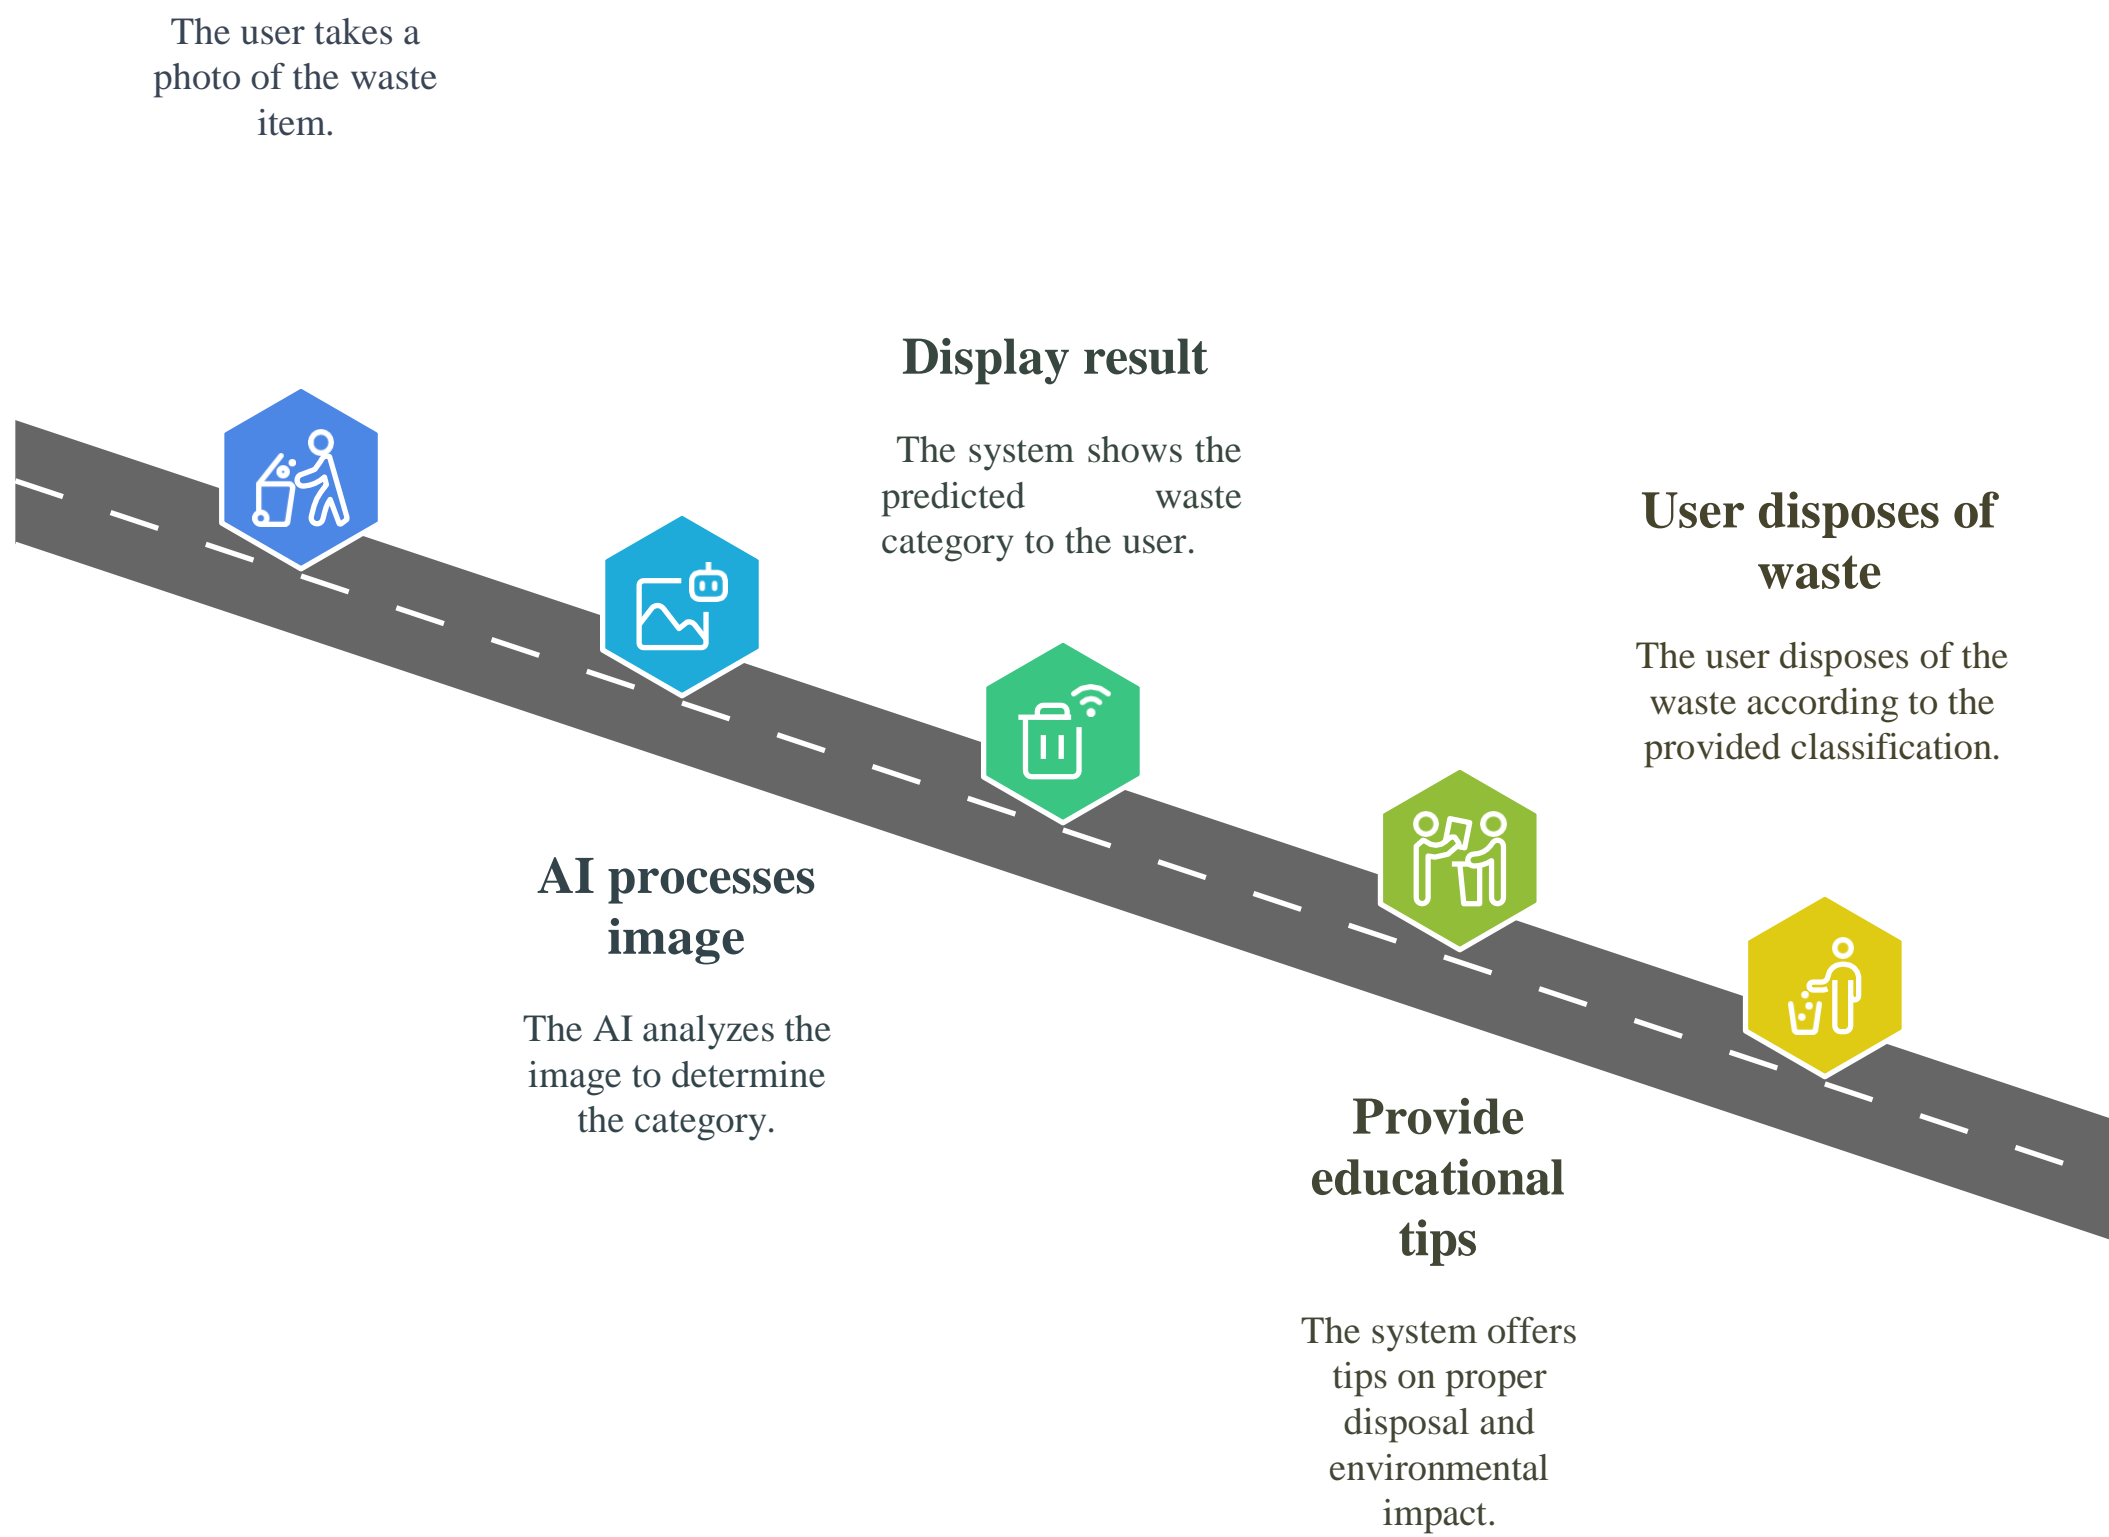 The user takes a
photo of the waste
item.
Display result
The system shows the
predicted waste
category to the user.
User disposes of
waste
The user disposes of the
waste according to the
provided classification.
AI processes
image
The AI analyzes the
image to determine
the category.
Provide
educational
tips
The system offers
tips on proper
disposal and
environmental
impact.